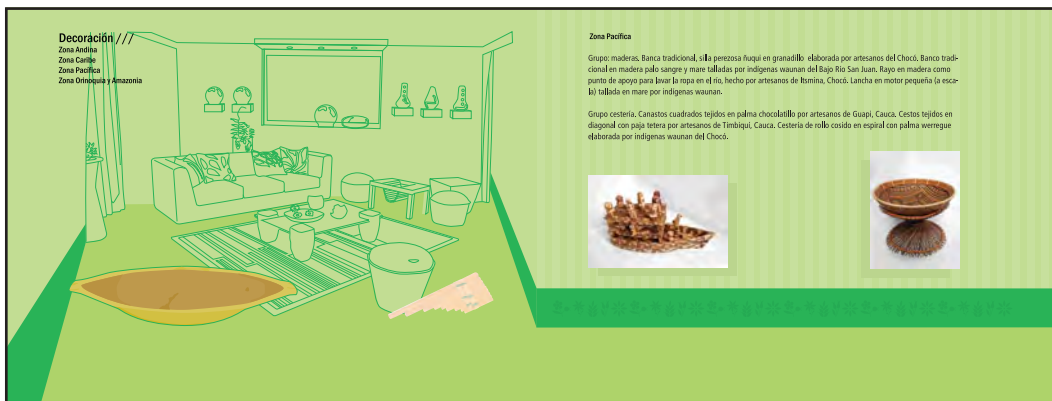 Decoración ///
Zona Andina
Zona Caribe
Zona Pacífica
Zona Orinoquia y Amazonia
Zona Pacífica
Grupo: maderas. Banca tradicional, silla perezosa ñuqui en granadillo elaborada por artesanos del Chocó. Banco tradi-
cional en madera palo sangre y mare talladas por indígenas waunan del Bajo Río San Juan. Rayo en madera como
punto de apoyo para lavar la ropa en el río, hecho por artesanos de Itsmina, Chocó. Lancha en motor pequeña (a esca-
la) tallada en mare por indígenas waunan.
Grupo cestería. Canastos cuadrados tejidos en palma chocolatillo por artesanos de Guapi, Cauca. Cestos tejidos en
diagonal con paja tetera por artesanos de Timbiqui, Cauca. Cestería de rollo cosido en espiral con palma werregue
elaborada por indígenas waunan del Chocó.